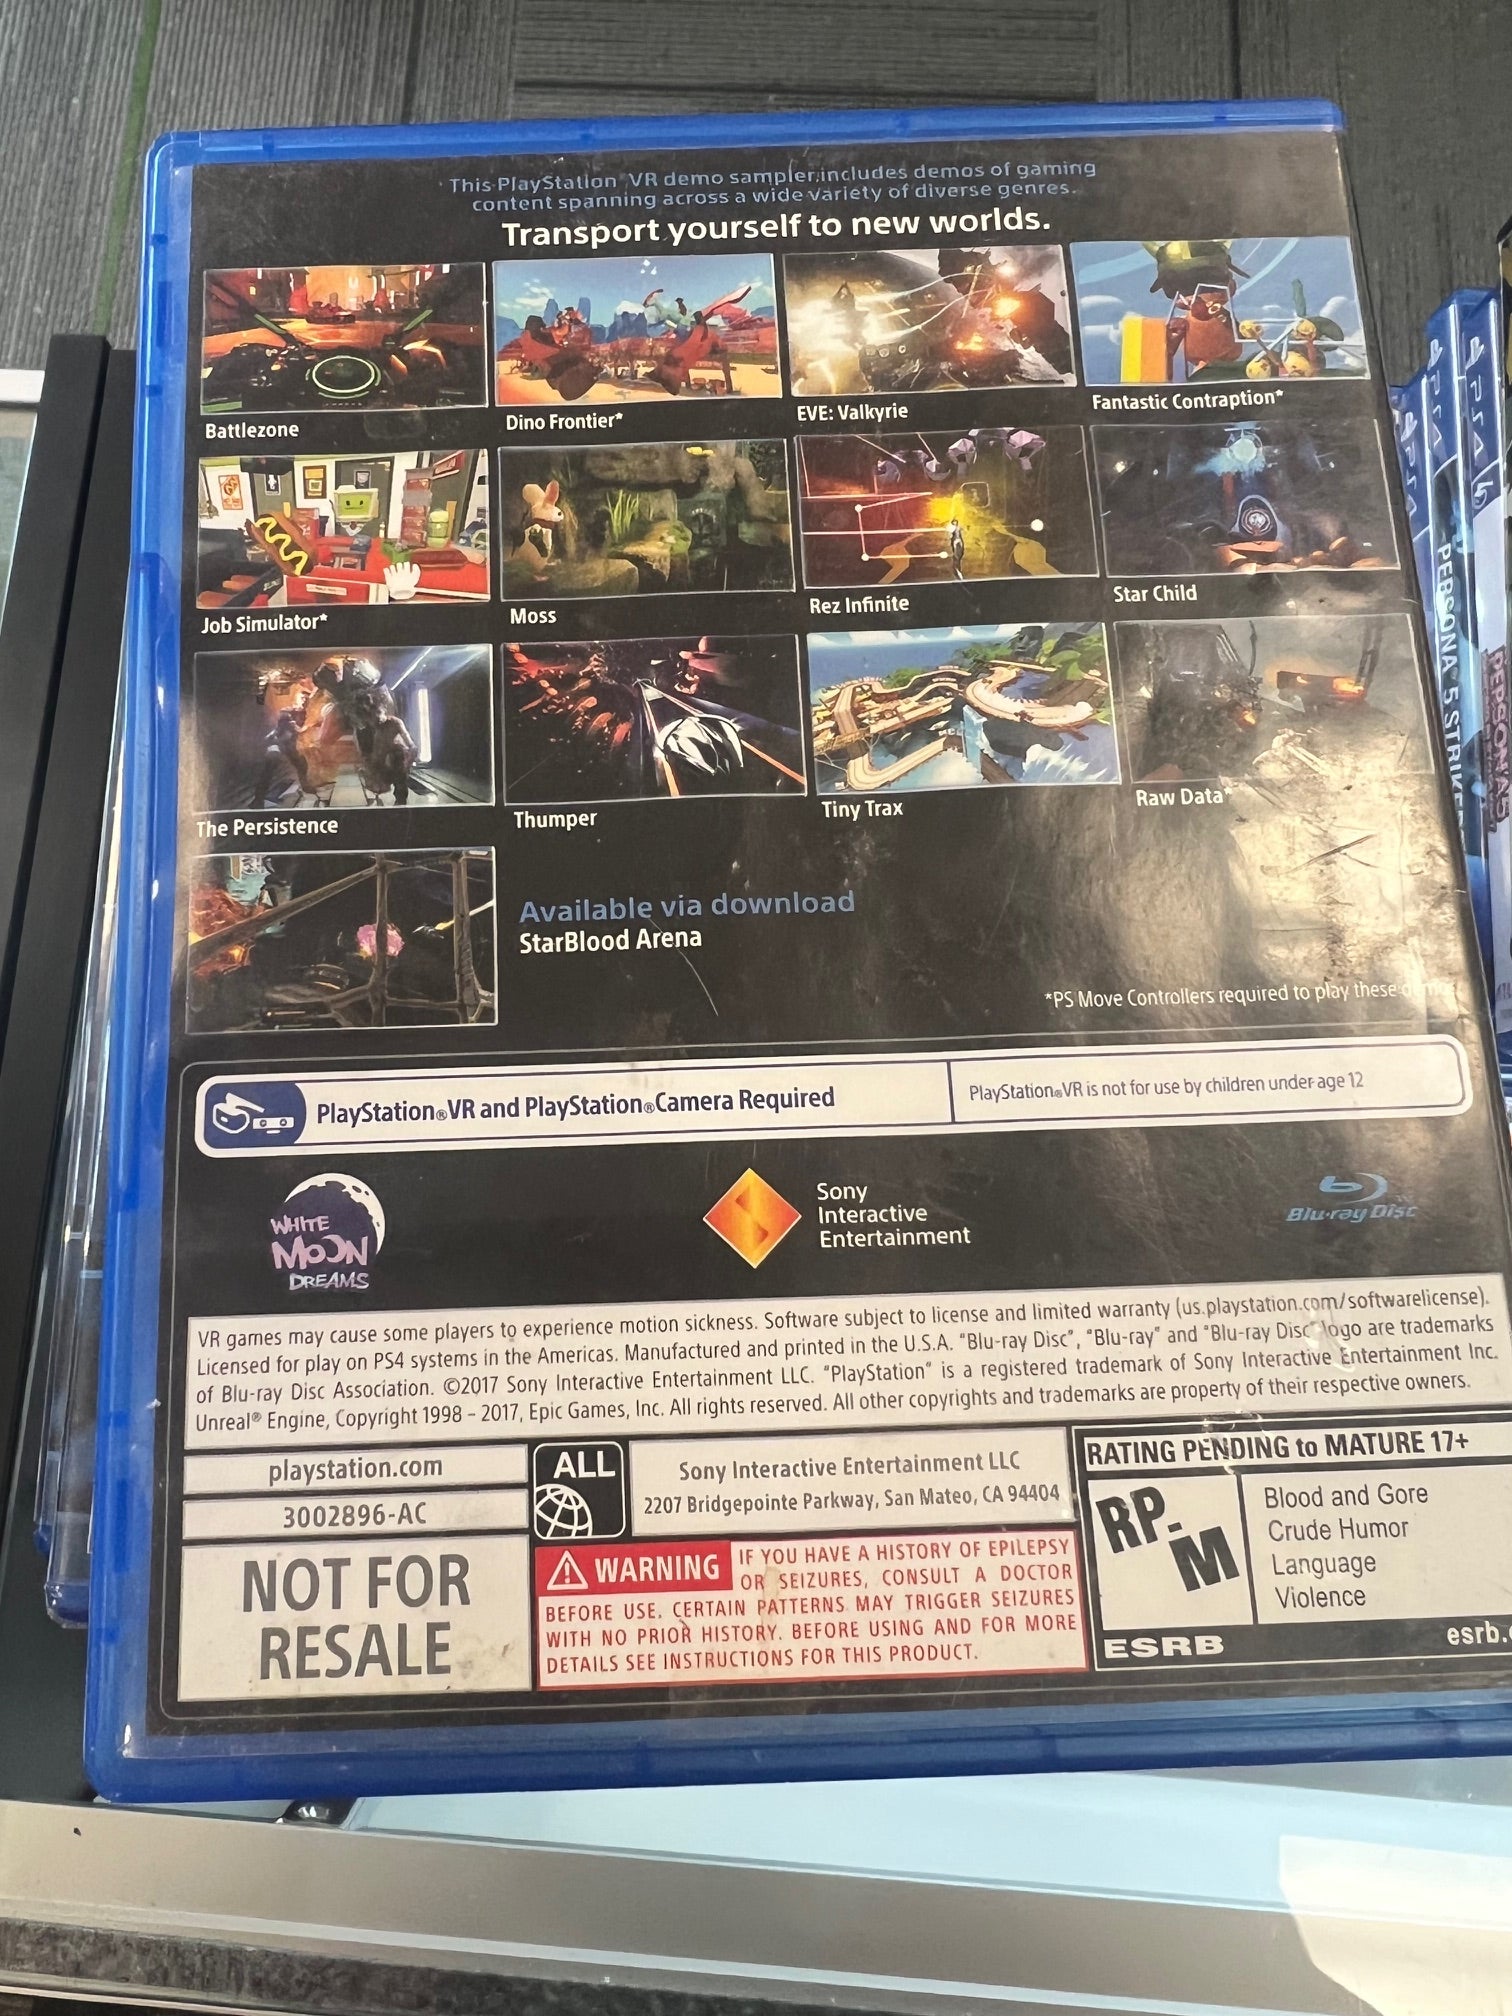 This PlayStation VR demo sampler includes demos of gaming
content spanning across a wide variety of diverse genres.
Transport yourself to new worlds.
Battlezone
Dino Frontier*
EVE: Valkyrie
Fantastic Contraption*
Job Simulator*
Moss
Rez Infinite
Star Child
The Persistence
Thumper
Tiny Trax
Raw Data*
Available via download
StarBlood Arena
*PS Move Controllers required to play these
PlayStation®VR and PlayStation®Camera Required
PlayStation®VR is not for use by children under age 12
WHITE
MOON
DREAMS
Sony
Interactive
Entertainment
Blu-ray Disc
VR games may cause some players to experience motion sickness. Software subject to license and limited warranty (us.playstation.com/softwarelicense).
Licensed for play on PS4 systems in the Americas. Manufactured and printed in the U.S.A. "Blu-ray Disc", "Blu-ray" and "Blu-ray Disc" logo are trademarks
of Blu-ray Disc Association. ©2017 Sony Interactive Entertainment LLC. "PlayStation" is a registered trademark of Sony Interactive Entertainment Inc.
Unreal® Engine, Copyright 1998 – 2017, Epic Games, Inc. All rights reserved. All other copyrights and trademarks are property of their respective owners.
playstation.com
3002896-AC
NOT FOR
RESALE
ALL
Sony Interactive Entertainment LLC
2207 Bridgepointe Parkway, San Mateo, CA 94404
WARNING IF YOU HAVE A HISTORY OF EPILEPSY
OR SEIZURES, CONSULT A DOCTOR
BEFORE USE. CERTAIN PATTERNS MAY TRIGGER SEIZURES
WITH NO PRIOR HISTORY. BEFORE USING AND FOR MORE
DETAILS SEE INSTRUCTIONS FOR THIS PRODUCT.
RATING PENDING to MATURE 17+
RP-M
Blood and Gore
Crude Humor
Language
Violence
ESRB
PS4
PERSONA 5
PS4